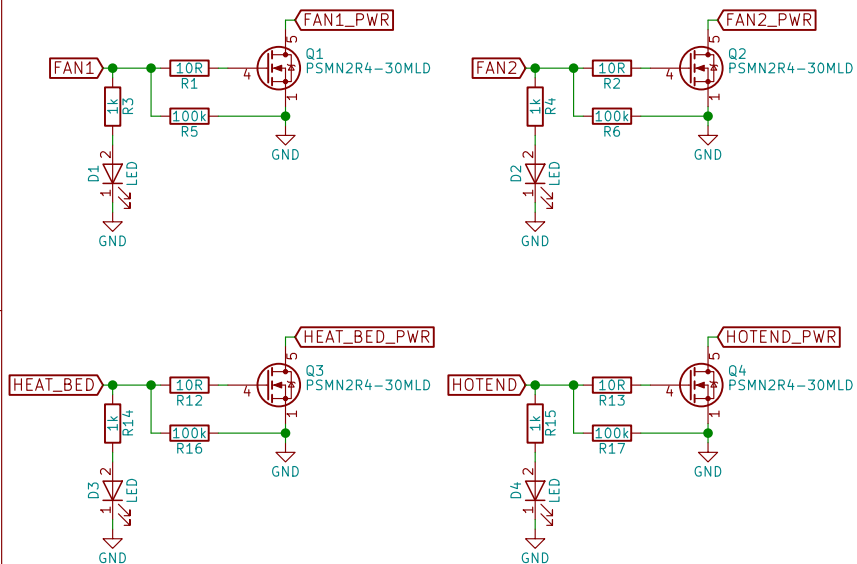 FAN1_PWR
5
Q1
PSMN2R4-30MLD
FAN1
10R
R1
4
1
1k
R3
100k
R5
GND
2
D1
LED
1
GND
FAN2_PWR
5
Q2
PSMN2R4-30MLD
FAN2
10R
R2
4
1
1k
R4
100k
R6
GND
2
D2
LED
1
GND
HEAT_BED_PWR
5
Q3
PSMN2R4-30MLD
HEAT_BED
10R
R12
4
1
1k
R14
100k
R16
GND
2
D3
LED
1
GND
HOTEND_PWR
5
Q4
PSMN2R4-30MLD
HOTEND
10R
R13
4
1
1k
R15
100k
R17
GND
2
D4
LED
1
GND